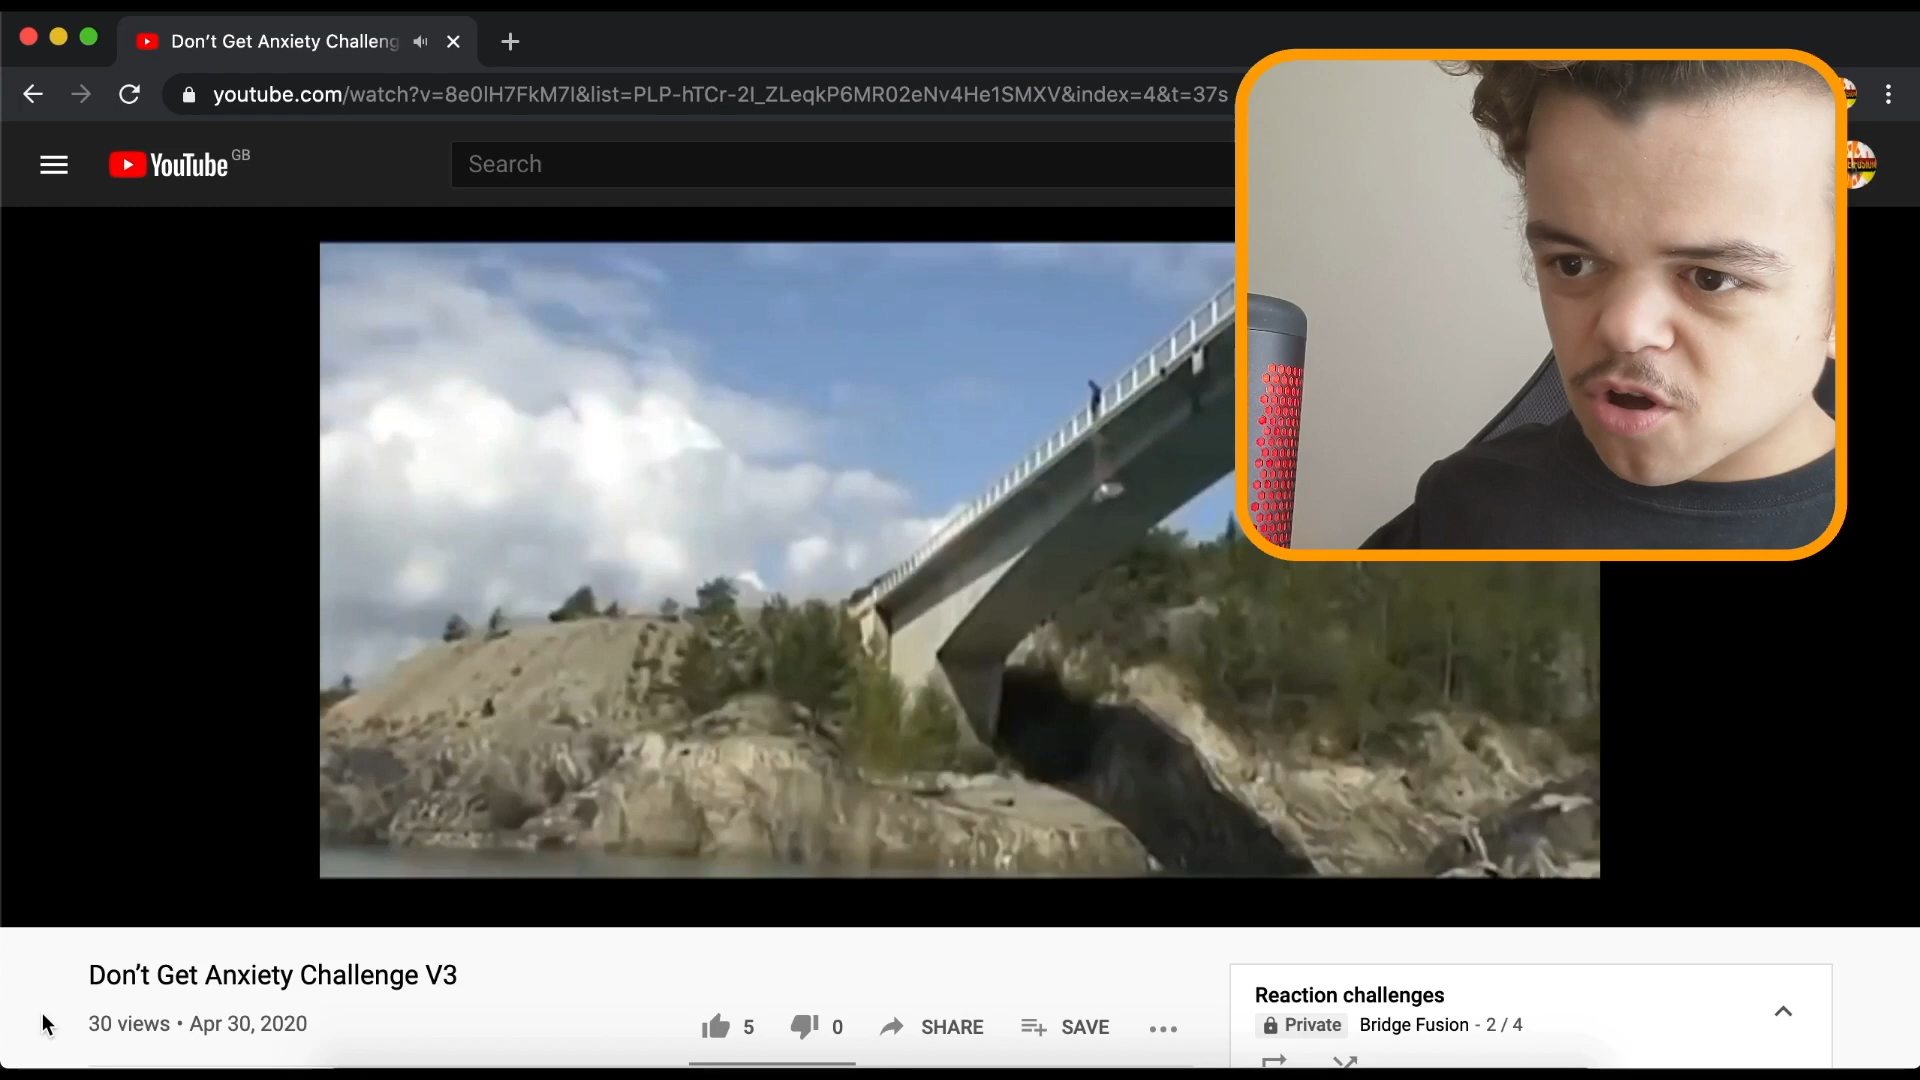 Don't Get Anxiety Challeng
youtube.com/watch?v=8e0IH7FkM7I&list=PLP-hTCr-2I_ZLeqkP6MR02eNv4He1SMXV&index=4&t=37s
YouTube GB
Search
Don't Get Anxiety Challenge V3
30 views • Apr 30, 2020
5
0
SHARE
SAVE
Reaction challenges
Private Bridge Fusion - 2 / 4